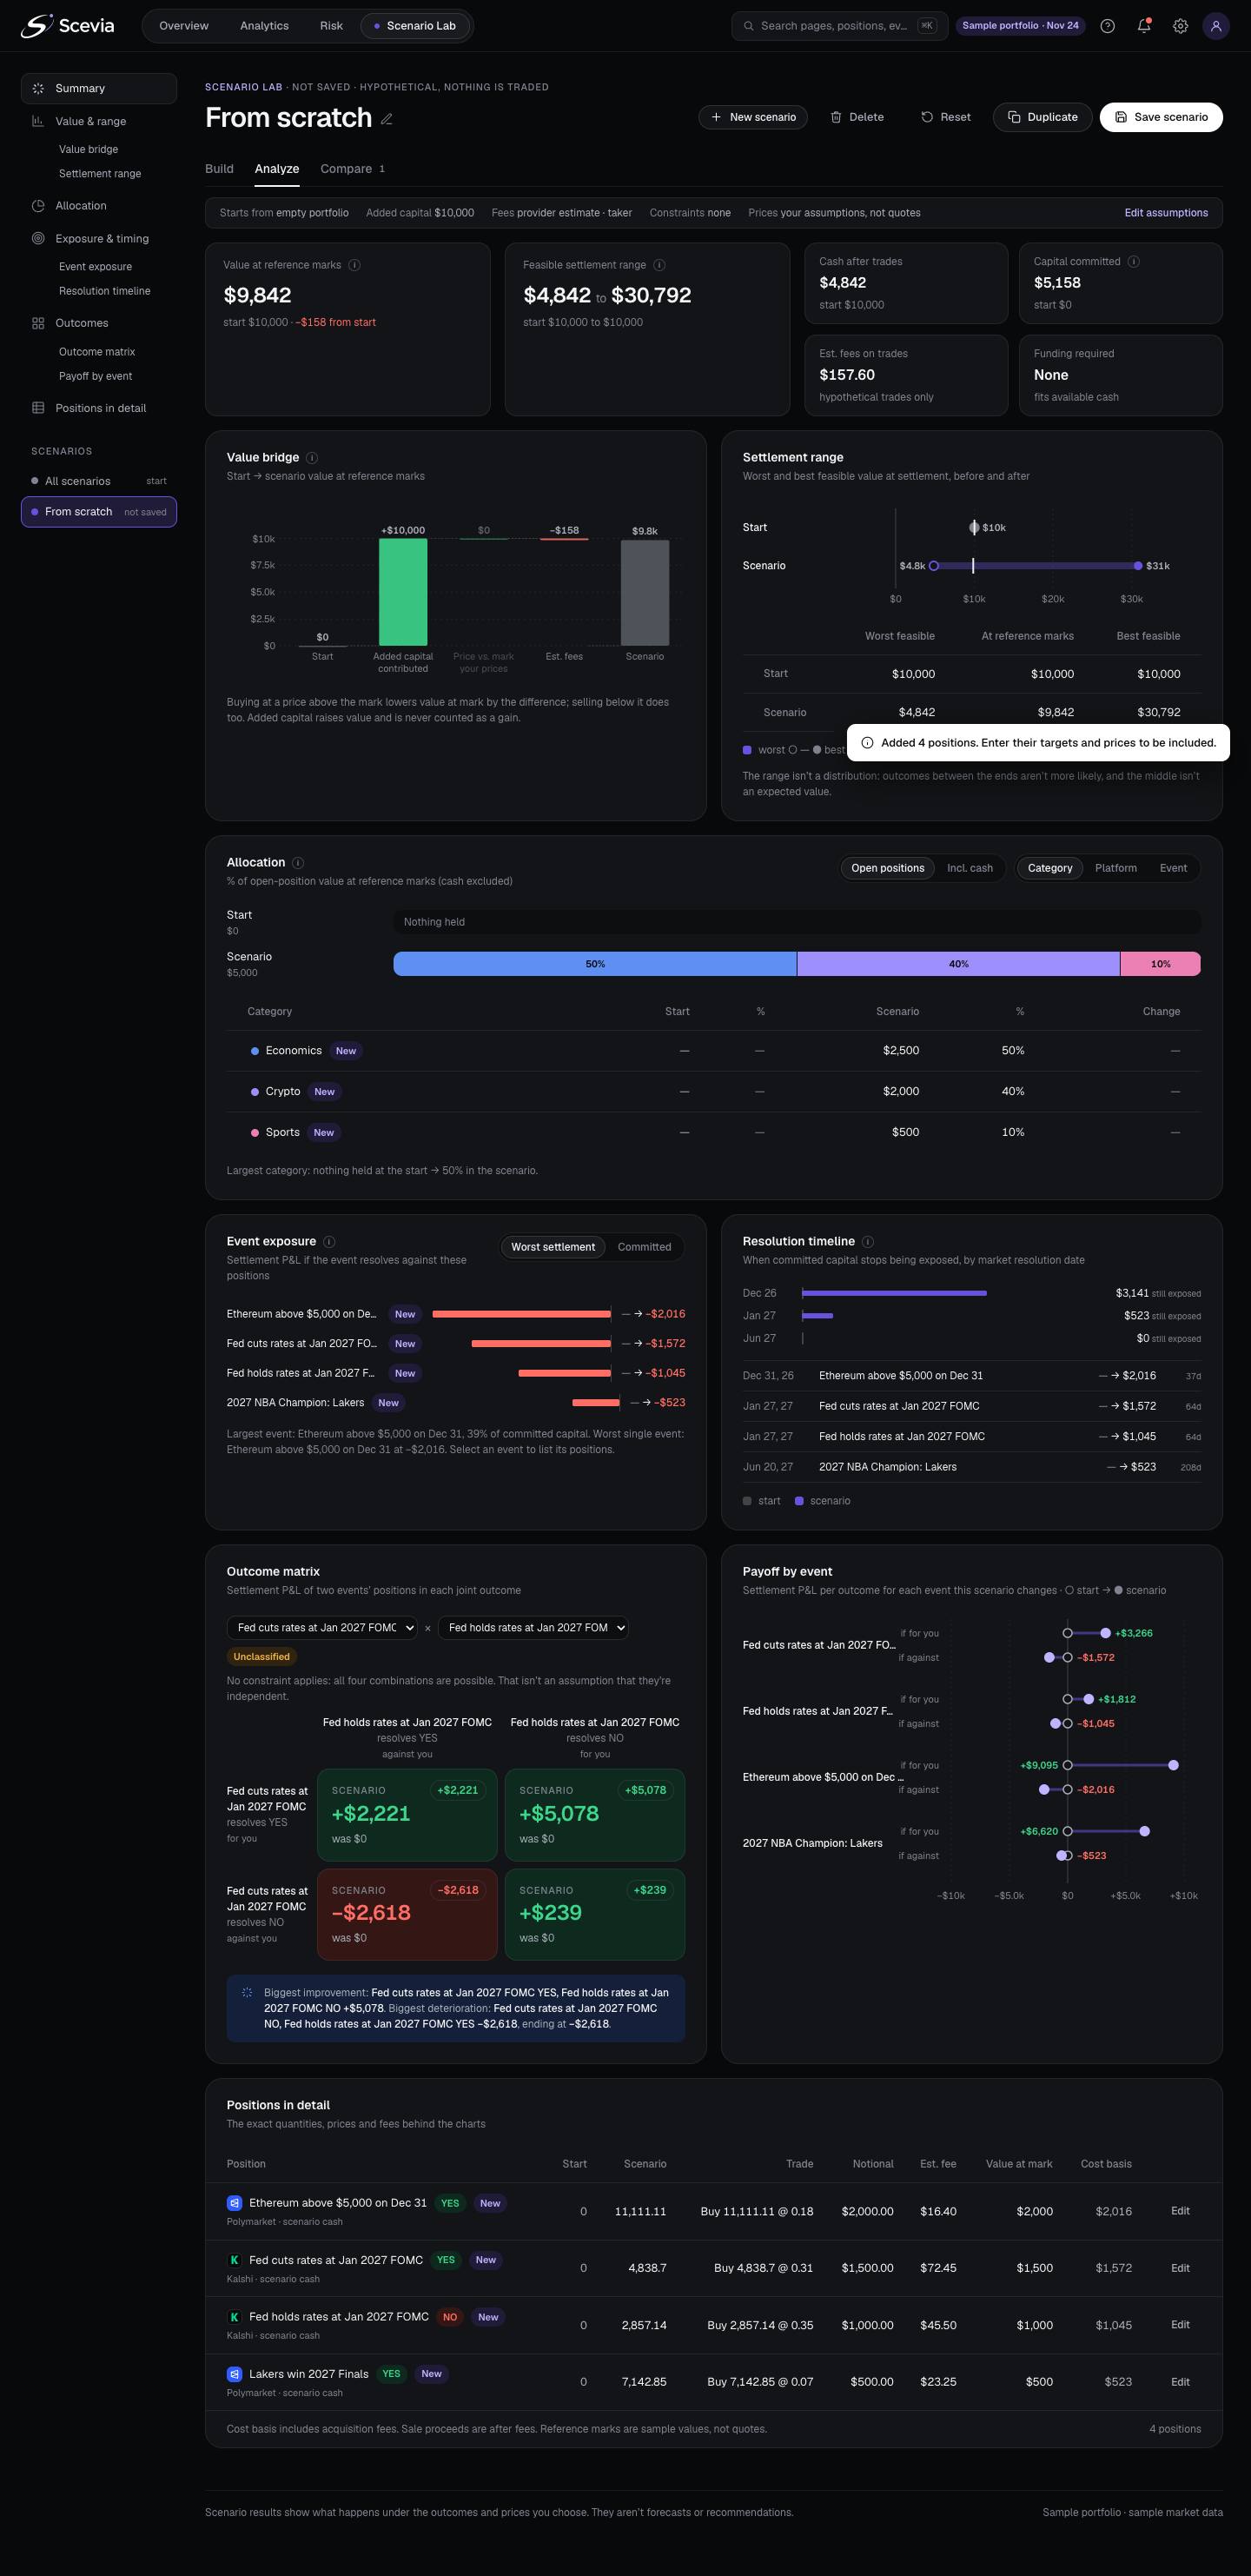 Scevia
Overview
Analytics
Risk
Scenario Lab
Search pages, positions, ev...
⌘K
Sample portfolio · Nov 24
Summary
Value & range
Value bridge
Settlement range
Allocation
Exposure & timing
Event exposure
Resolution timeline
Outcomes
Outcome matrix
Payoff by event
Positions in detail
SCENARIOS
All scenarios start
From scratch not saved
SCENARIO LAB · NOT SAVED · HYPOTHETICAL, NOTHING IS TRADED
From scratch
New scenario
Delete
Reset
Duplicate
Save scenario
Build
Analyze
Compare 1
Starts from empty portfolio Added capital $10,000 Fees provider estimate · taker Constraints none Prices your assumptions, not quotes
Edit assumptions
Value at reference marks
$9,842
start $10,000 · −$158 from start
Feasible settlement range
$4,842 to $30,792
start $10,000 to $10,000
Cash after trades
$4,842
start $10,000
Capital committed
$5,158
start $0
Est. fees on trades
$157.60
hypothetical trades only
Funding required
None
fits available cash
Value bridge
Start → scenario value at reference marks
+$10,000
$0
−$158
$9.8k
$10k
$7.5k
$5.0k
$2.5k
$0
$0
Start
Added capital
contributed
Price vs. mark
your prices
Est. fees
Scenario
Buying at a price above the mark lowers value at mark by the difference; selling below it does
too. Added capital raises value and is never counted as a gain.
Settlement range
Worst and best feasible value at settlement, before and after
Start
$10k
Scenario
$4.8k
$31k
$0
$10k
$20k
$30k
Worst feasible At reference marks Best feasible
Start $10,000 $10,000 $10,000
Scenario $4,842 $9,842 $30,792
worst — best
Added 4 positions. Enter their targets and prices to be included.
The range isn't a distribution: outcomes between the ends aren't more likely, and the middle isn't
an expected value.
Allocation
% of open-position value at reference marks (cash excluded)
Open positions
Incl. cash
Category
Platform
Event
Start
$0
Nothing held
Scenario
$5,000
50%
40%
10%
Category Start % Scenario % Change
Economics New — — $2,500 50% —
Crypto New — — $2,000 40% —
Sports New — — $500 10% —
Largest category: nothing held at the start → 50% in the scenario.
Event exposure
Settlement P&L if the event resolves against these
positions
Worst settlement
Committed
Ethereum above $5,000 on De... New — → −$2,016
Fed cuts rates at Jan 2027 FO... New — → −$1,572
Fed holds rates at Jan 2027 F... New — → −$1,045
2027 NBA Champion: Lakers New — → −$523
Largest event: Ethereum above $5,000 on Dec 31, 39% of committed capital. Worst single event:
Ethereum above $5,000 on Dec 31 at −$2,016. Select an event to list its positions.
Resolution timeline
When committed capital stops being exposed, by market resolution date
Dec 26 $3,141 still exposed
Jan 27 $523 still exposed
Jun 27 $0 still exposed
Dec 31, 26 Ethereum above $5,000 on Dec 31 — → $2,016 37d
Jan 27, 27 Fed cuts rates at Jan 2027 FOMC — → $1,572 64d
Jan 27, 27 Fed holds rates at Jan 2027 FOMC — → $1,045 64d
Jun 20, 27 2027 NBA Champion: Lakers — → $523 208d
start scenario
Outcome matrix
Settlement P&L of two events' positions in each joint outcome
Fed cuts rates at Jan 2027 FOMC × Fed holds rates at Jan 2027 FOM
Unclassified
No constraint applies: all four combinations are possible. That isn't an assumption that they're
independent.
Fed holds rates at Jan 2027 FOMC
resolves YES
against you
Fed holds rates at Jan 2027 FOMC
resolves NO
for you
Fed cuts rates at
Jan 2027 FOMC
resolves YES
for you
SCENARIO +$2,221
+$2,221
was $0
SCENARIO +$5,078
+$5,078
was $0
Fed cuts rates at
Jan 2027 FOMC
resolves NO
against you
SCENARIO −$2,618
−$2,618
was $0
SCENARIO +$239
+$239
was $0
Biggest improvement: Fed cuts rates at Jan 2027 FOMC YES, Fed holds rates at Jan
2027 FOMC NO +$5,078. Biggest deterioration: Fed cuts rates at Jan 2027 FOMC
NO, Fed holds rates at Jan 2027 FOMC YES −$2,618, ending at −$2,618.
Payoff by event
Settlement P&L per outcome for each event this scenario changes · start → scenario
Fed cuts rates at Jan 2027 FO...
if for you +$3,266
if against −$1,572
Fed holds rates at Jan 2027 F...
if for you +$1,812
if against −$1,045
Ethereum above $5,000 on Dec ...
if for you +$9,095
if against −$2,016
2027 NBA Champion: Lakers
if for you +$6,620
if against −$523
−$10k
−$5.0k
$0
+$5.0k
+$10k
Positions in detail
The exact quantities, prices and fees behind the charts
Position Start Scenario Trade Notional Est. fee Value at mark Cost basis
Ethereum above $5,000 on Dec 31 YES New 0 11,111.11 Buy 11,111.11 @ 0.18 $2,000.00 $16.40 $2,000 $2,016 Edit
Polymarket · scenario cash
Fed cuts rates at Jan 2027 FOMC YES New 0 4,838.7 Buy 4,838.7 @ 0.31 $1,500.00 $72.45 $1,500 $1,572 Edit
Kalshi · scenario cash
Fed holds rates at Jan 2027 FOMC NO New 0 2,857.14 Buy 2,857.14 @ 0.35 $1,000.00 $45.50 $1,000 $1,045 Edit
Kalshi · scenario cash
Lakers win 2027 Finals YES New 0 7,142.85 Buy 7,142.85 @ 0.07 $500.00 $23.25 $500 $523 Edit
Polymarket · scenario cash
Cost basis includes acquisition fees. Sale proceeds are after fees. Reference marks are sample values, not quotes.
4 positions
Scenario results show what happens under the outcomes and prices you choose. They aren't forecasts or recommendations.
Sample portfolio · sample market data